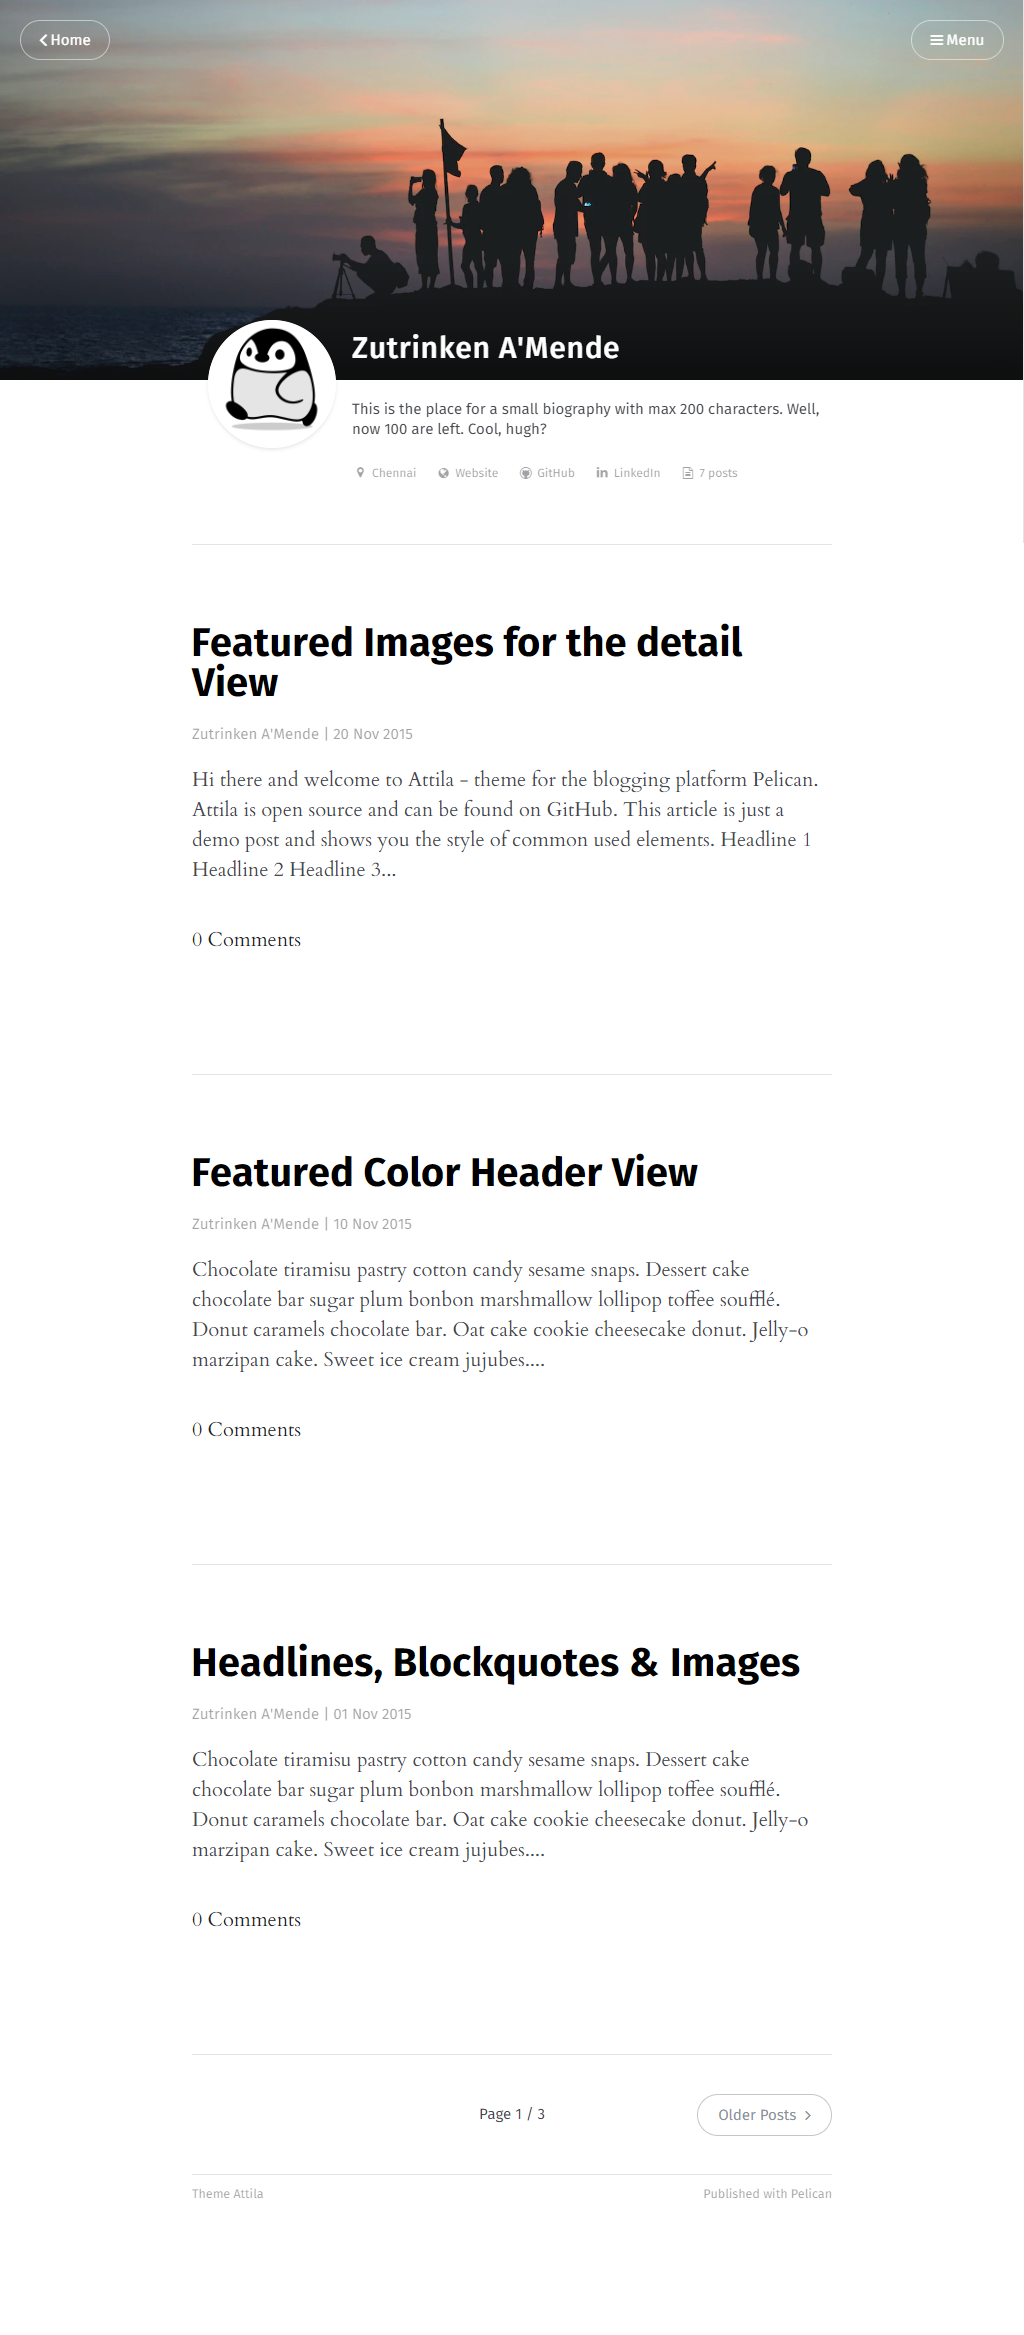 Home
Menu
Zutrinken A'Mende
This is the place for a small biography with max 200 characters. Well,
now 100 are left. Cool, hugh?
Chennai Website GitHub LinkedIn 7 posts
Featured Images for the detail
View
Zutrinken A'Mende | 20 Nov 2015
Hi there and welcome to Attila - theme for the blogging platform Pelican.
Attila is open source and can be found on GitHub. This article is just a
demo post and shows you the style of common used elements. Headline 1
Headline 2 Headline 3...
0 Comments
Featured Color Header View
Zutrinken A'Mende | 10 Nov 2015
Chocolate tiramisu pastry cotton candy sesame snaps. Dessert cake
chocolate bar sugar plum bonbon marshmallow lollipop toffee soufflé.
Donut caramels chocolate bar. Oat cake cookie cheesecake donut. Jelly-o
marzipan cake. Sweet ice cream jujubes....
0 Comments
Headlines, Blockquotes & Images
Zutrinken A'Mende | 01 Nov 2015
Chocolate tiramisu pastry cotton candy sesame snaps. Dessert cake
chocolate bar sugar plum bonbon marshmallow lollipop toffee soufflé.
Donut caramels chocolate bar. Oat cake cookie cheesecake donut. Jelly-o
marzipan cake. Sweet ice cream jujubes....
0 Comments
Page 1 / 3
Older Posts
Theme Attila
Published with Pelican